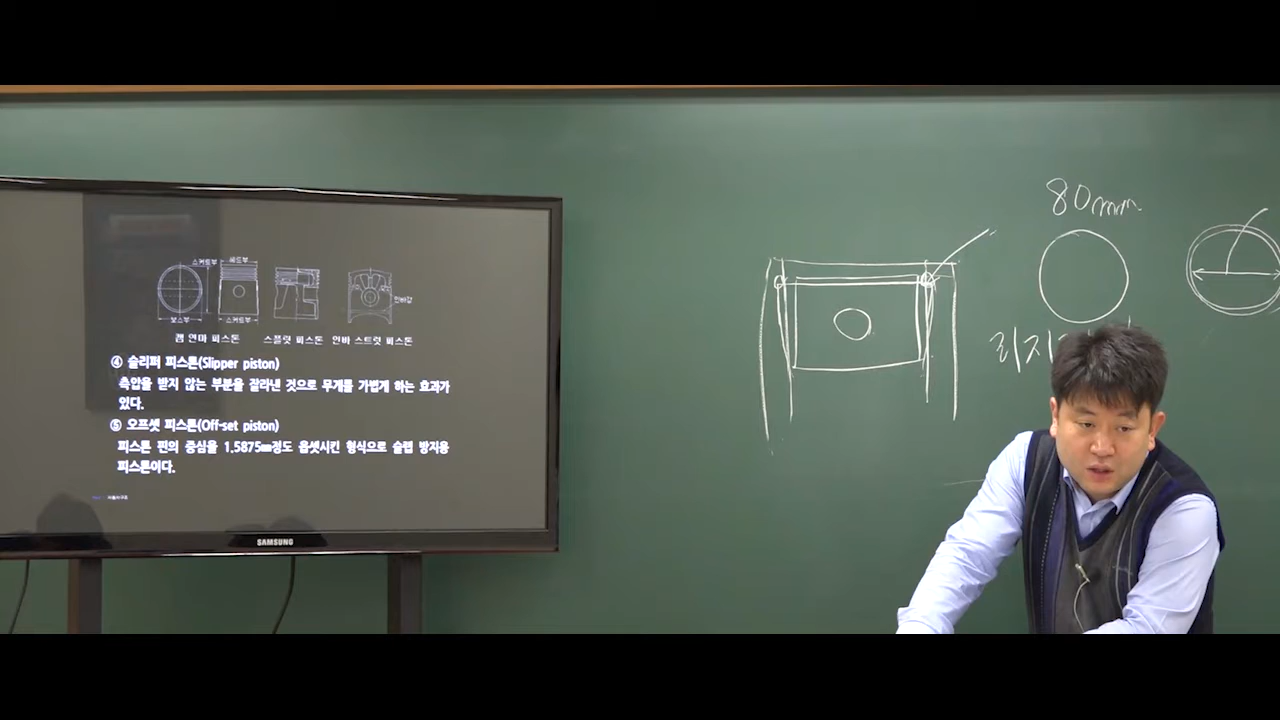 스커트부 헤드부
인바강
보스부 스커트부
캠 연마 피스톤 스플릿 피스톤 인바 스트럿 피스톤
④ 슬리퍼 피스톤(Slipper piston)
측압을 받지 않는 부분을 잘라낸 것으로 무게를 가볍게 하는 효과가
있다.
⑤ 오프셋 피스톤(Off-set piston)
피스톤 핀의 중심을 1.5875㎜정도 옵셋시킨 형식으로 슬랩 방지용
피스톤이다.
SAMSUNG
80mm